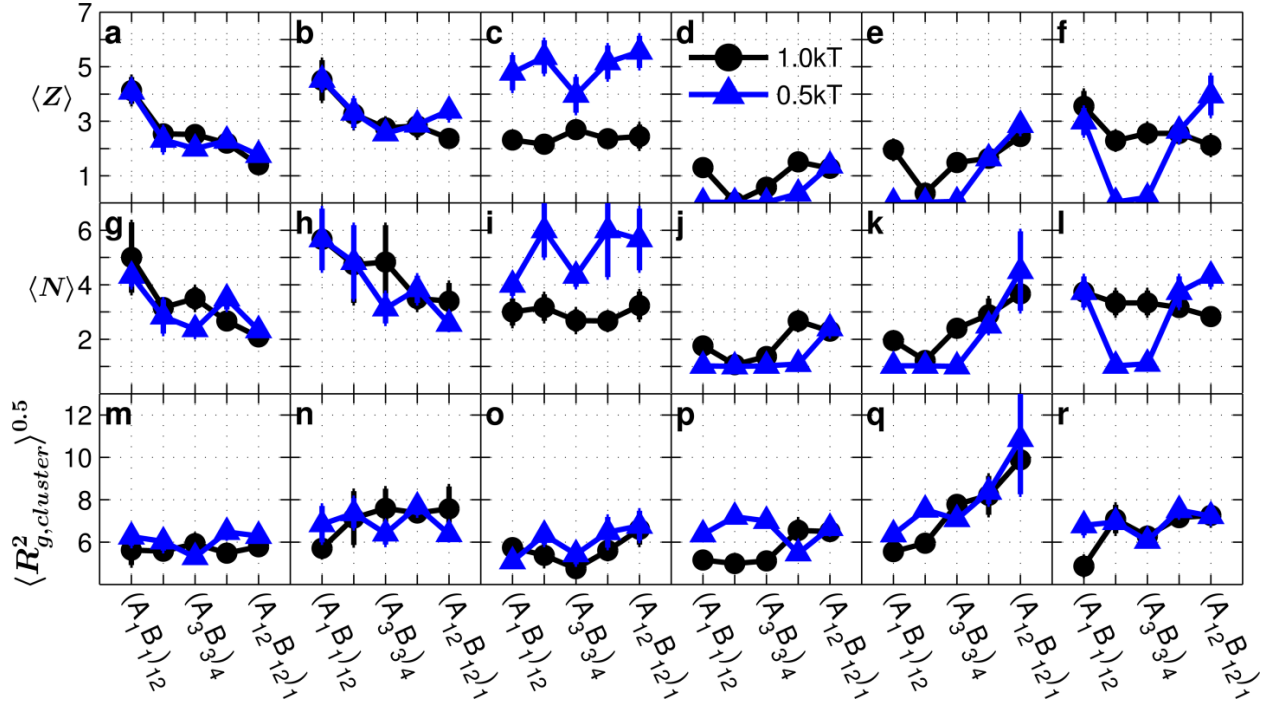 7
a b c d e f
1.0kT
0.5kT
5
⟨Z⟩
3
1
g h i j k l
6
⟨N⟩ 4
2
m n o p q r
12
10
⟨R²g,cluster⟩^0.5
8
6
(A1B1)12 (A3B3)4 (A12B12)1 (A1B1)12 (A3B3)4 (A12B12)1 (A1B1)12 (A3B3)4 (A12B12)1 (A1B1)12 (A3B3)4 (A12B12)1 (A1B1)12 (A3B3)4 (A12B12)1 (A1B1)12 (A3B3)4 (A12B12)1